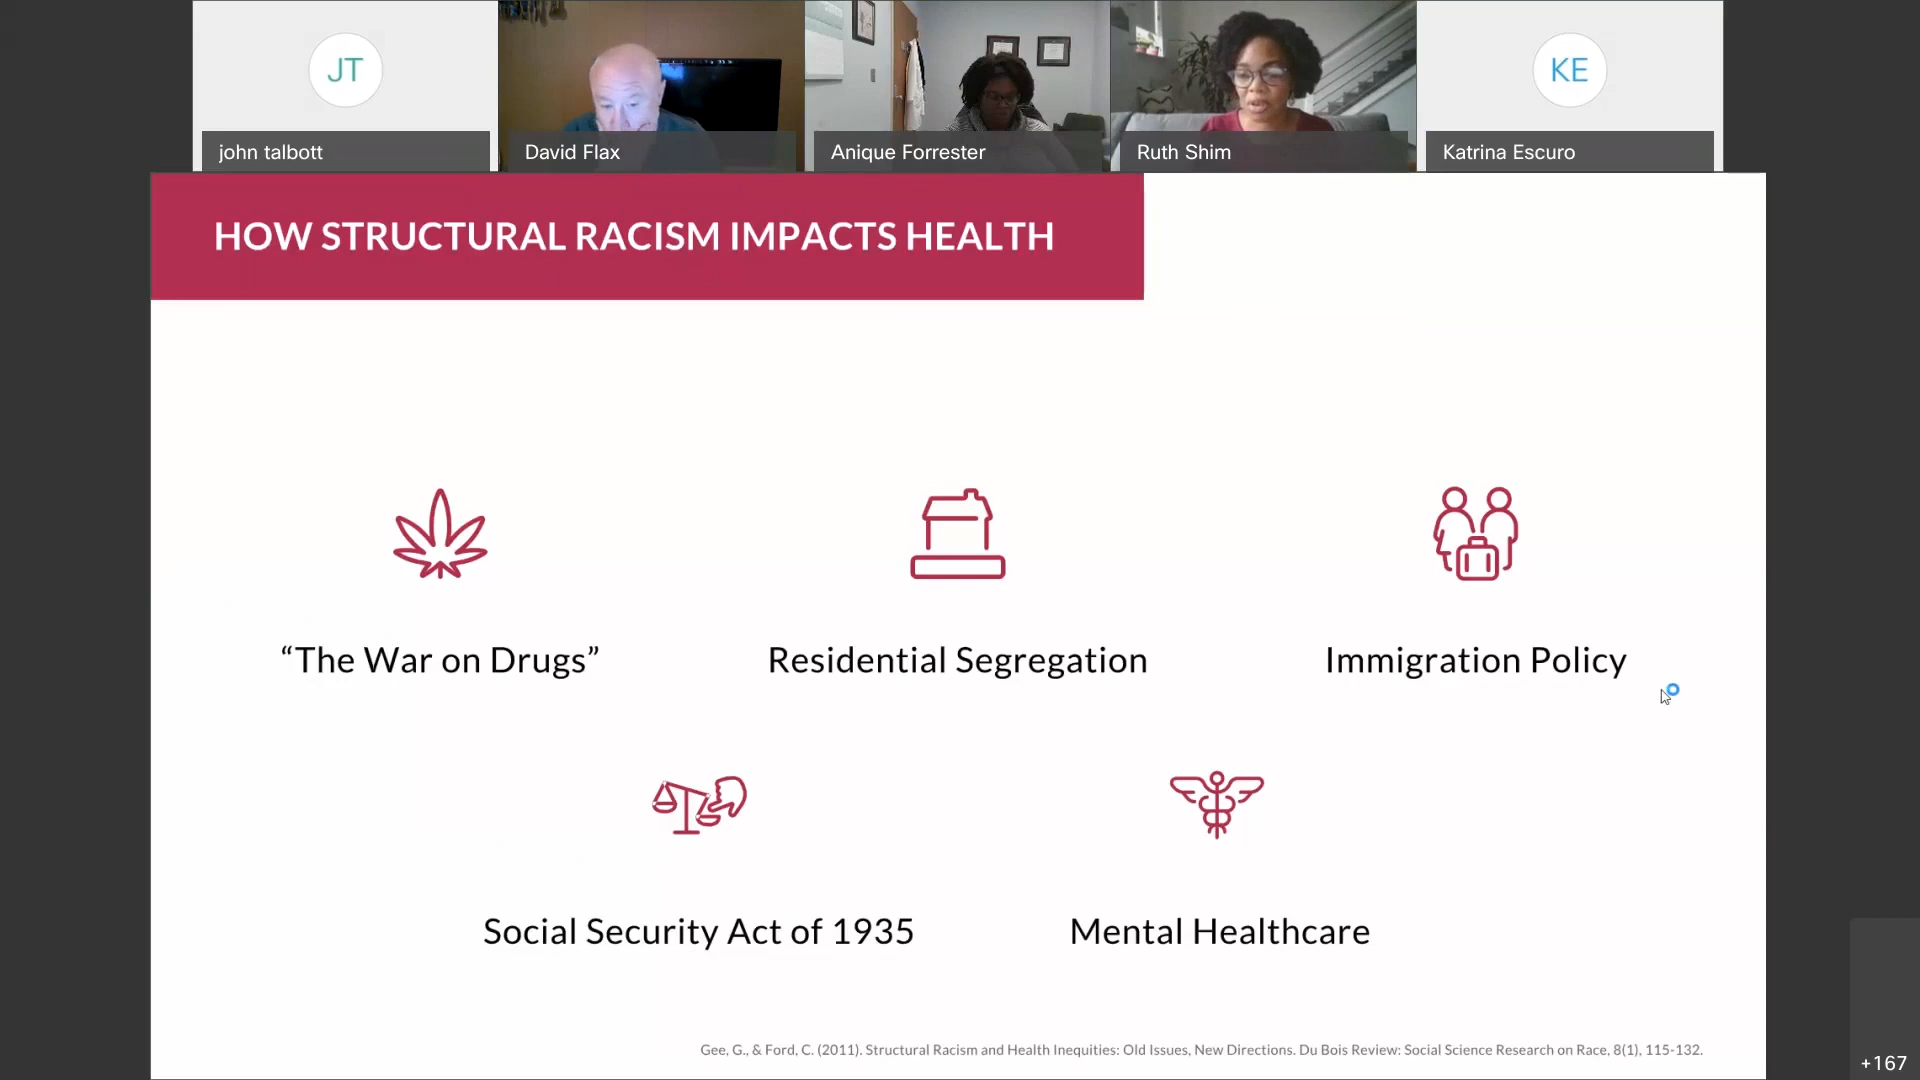 JT
KE
john talbott
David Flax
Anique Forrester
Ruth Shim
Katrina Escuro
HOW STRUCTURAL RACISM IMPACTS HEALTH
“The War on Drugs”
Residential Segregation
Immigration Policy
Social Security Act of 1935
Mental Healthcare
Gee, G., & Ford, C. (2011). Structural Racism and Health Inequities: Old Issues, New Directions. Du Bois Review: Social Science Research on Race, 8(1), 115-132.
+167